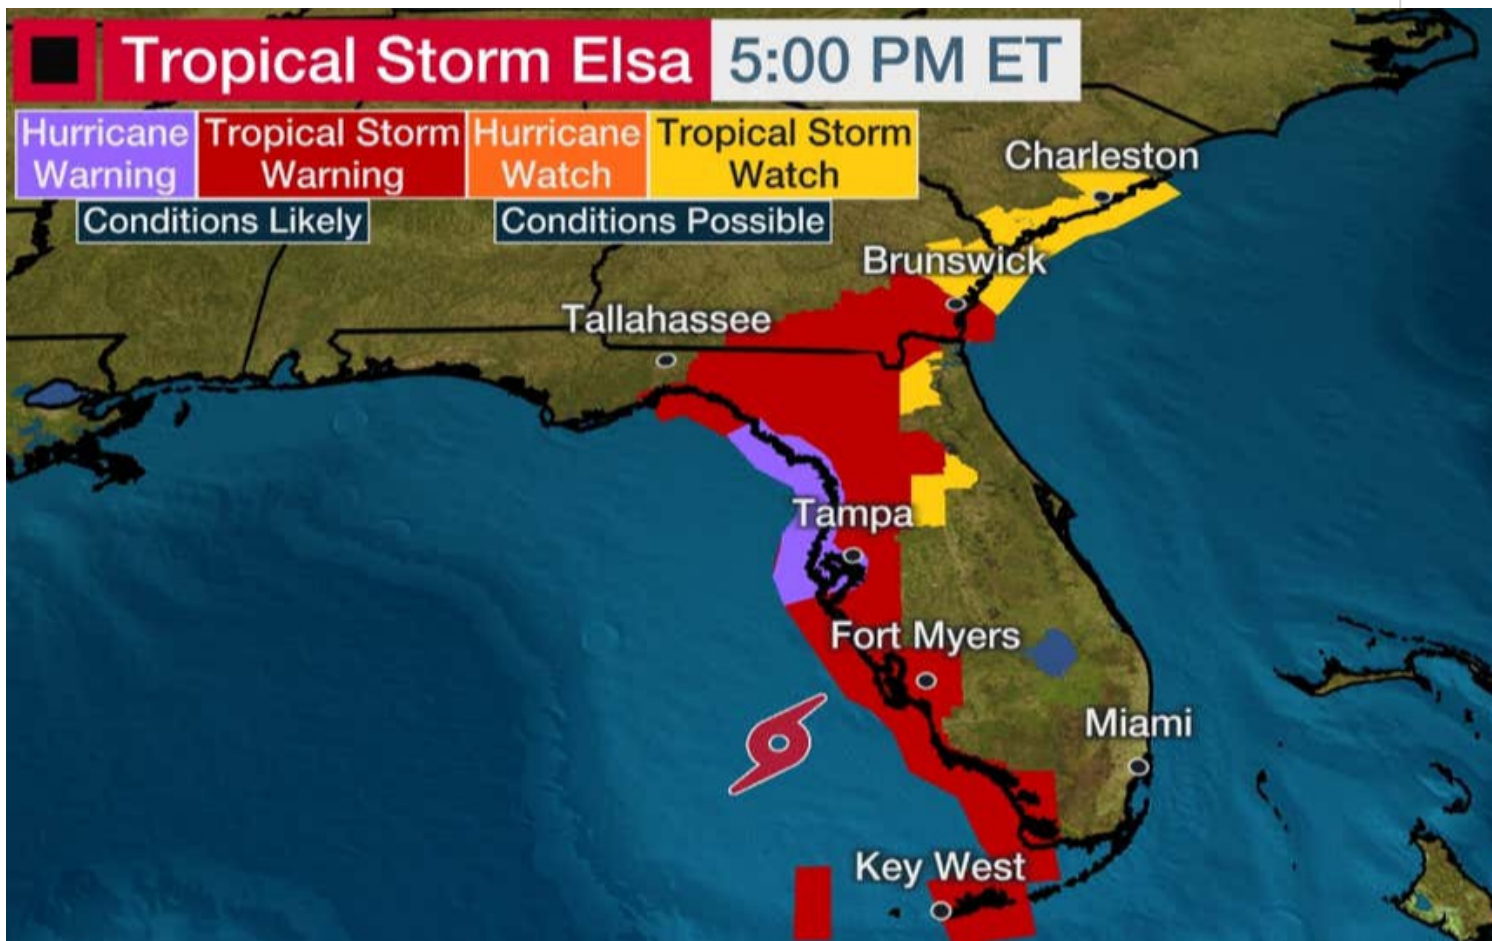 Tropical Storm Elsa 5:00 PM ET
Hurricane Warning
Tropical Storm Warning
Hurricane Watch
Tropical Storm Watch
Conditions Likely
Conditions Possible
Charleston
Brunswick
Tallahassee
Tampa
Fort Myers
Miami
Key West